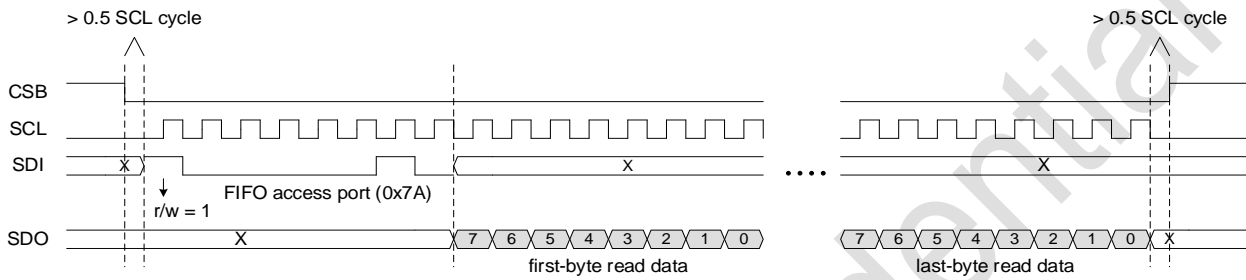 > 0.5 SCL cycle > 0.5 SCL cycle
CSB
SCL
SDI X X X
FIFO access port (0x7A)
r/w = 1
SDO X 7 6 5 4 3 2 1 0 7 6 5 4 3 2 1 0 X
first-byte read data last-byte read data